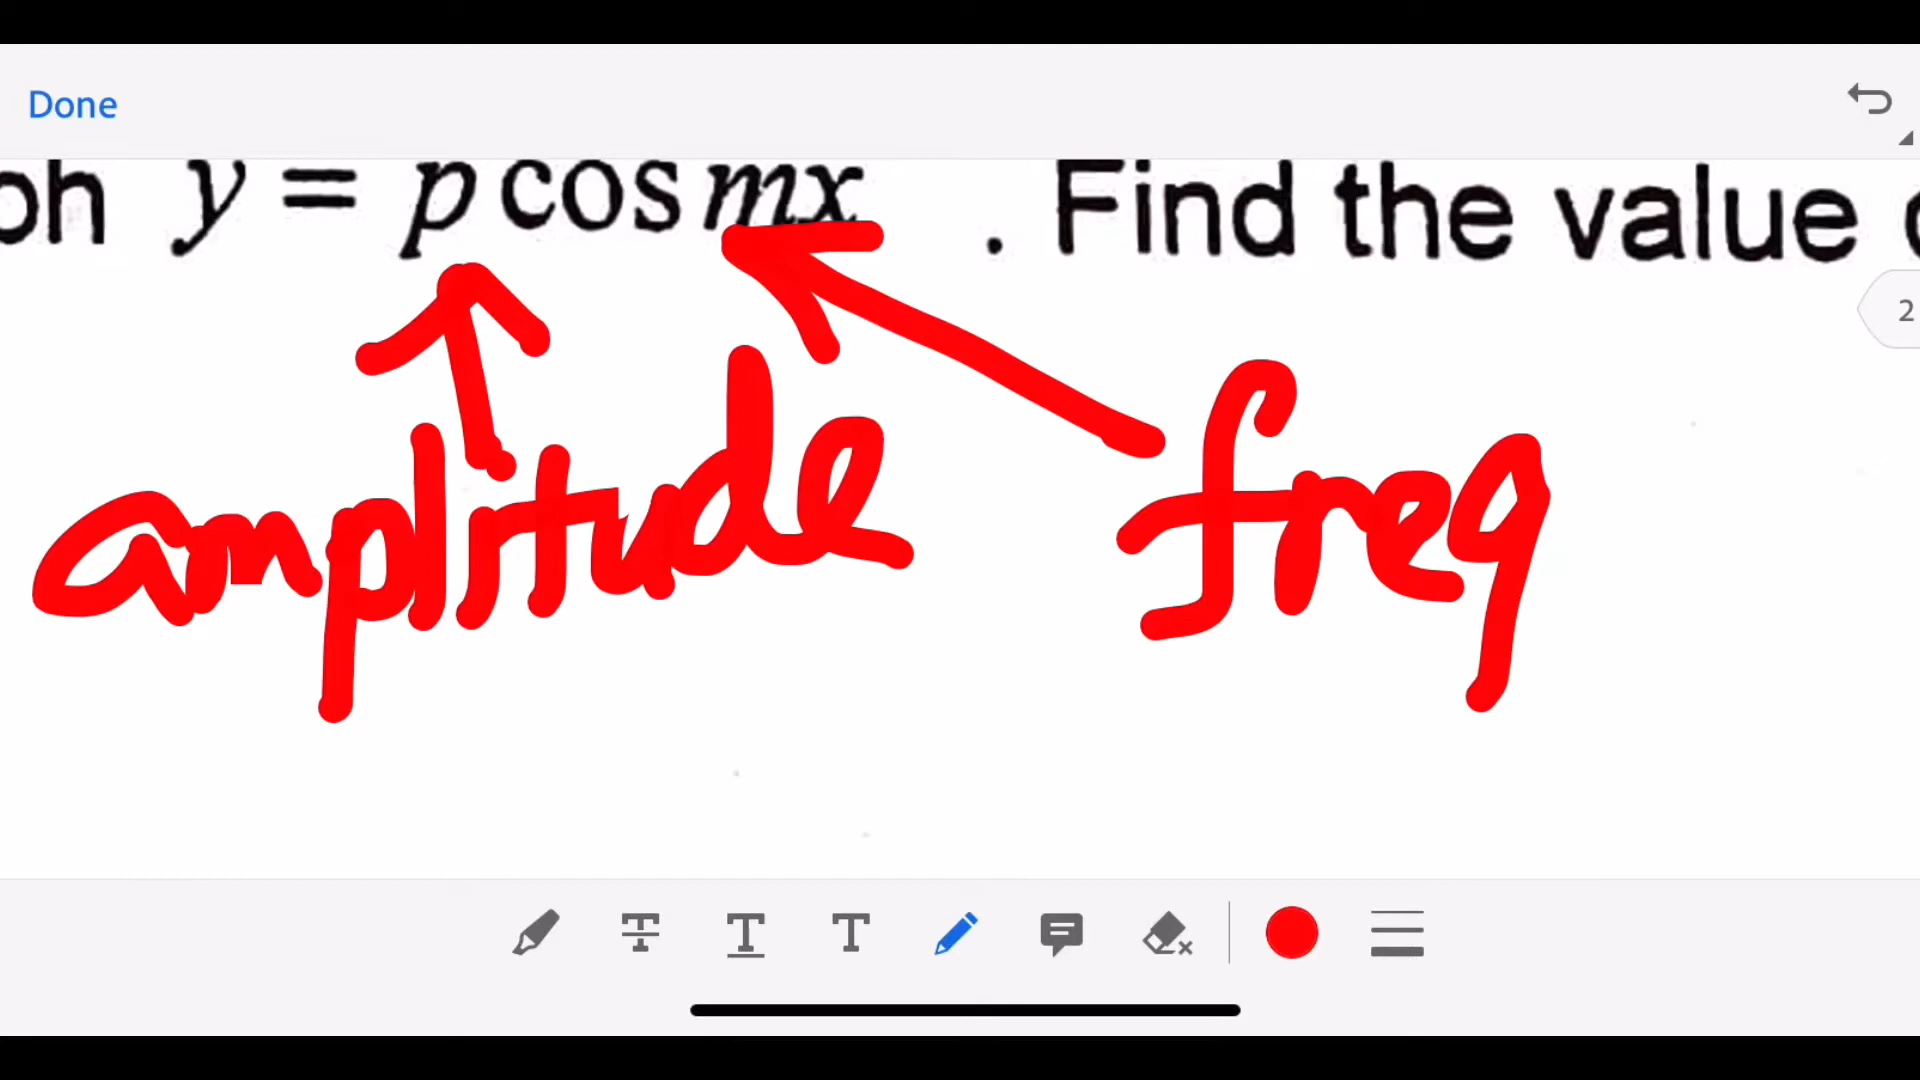 Done
ph y = p cos mx . Find the value
2
amplitude freq